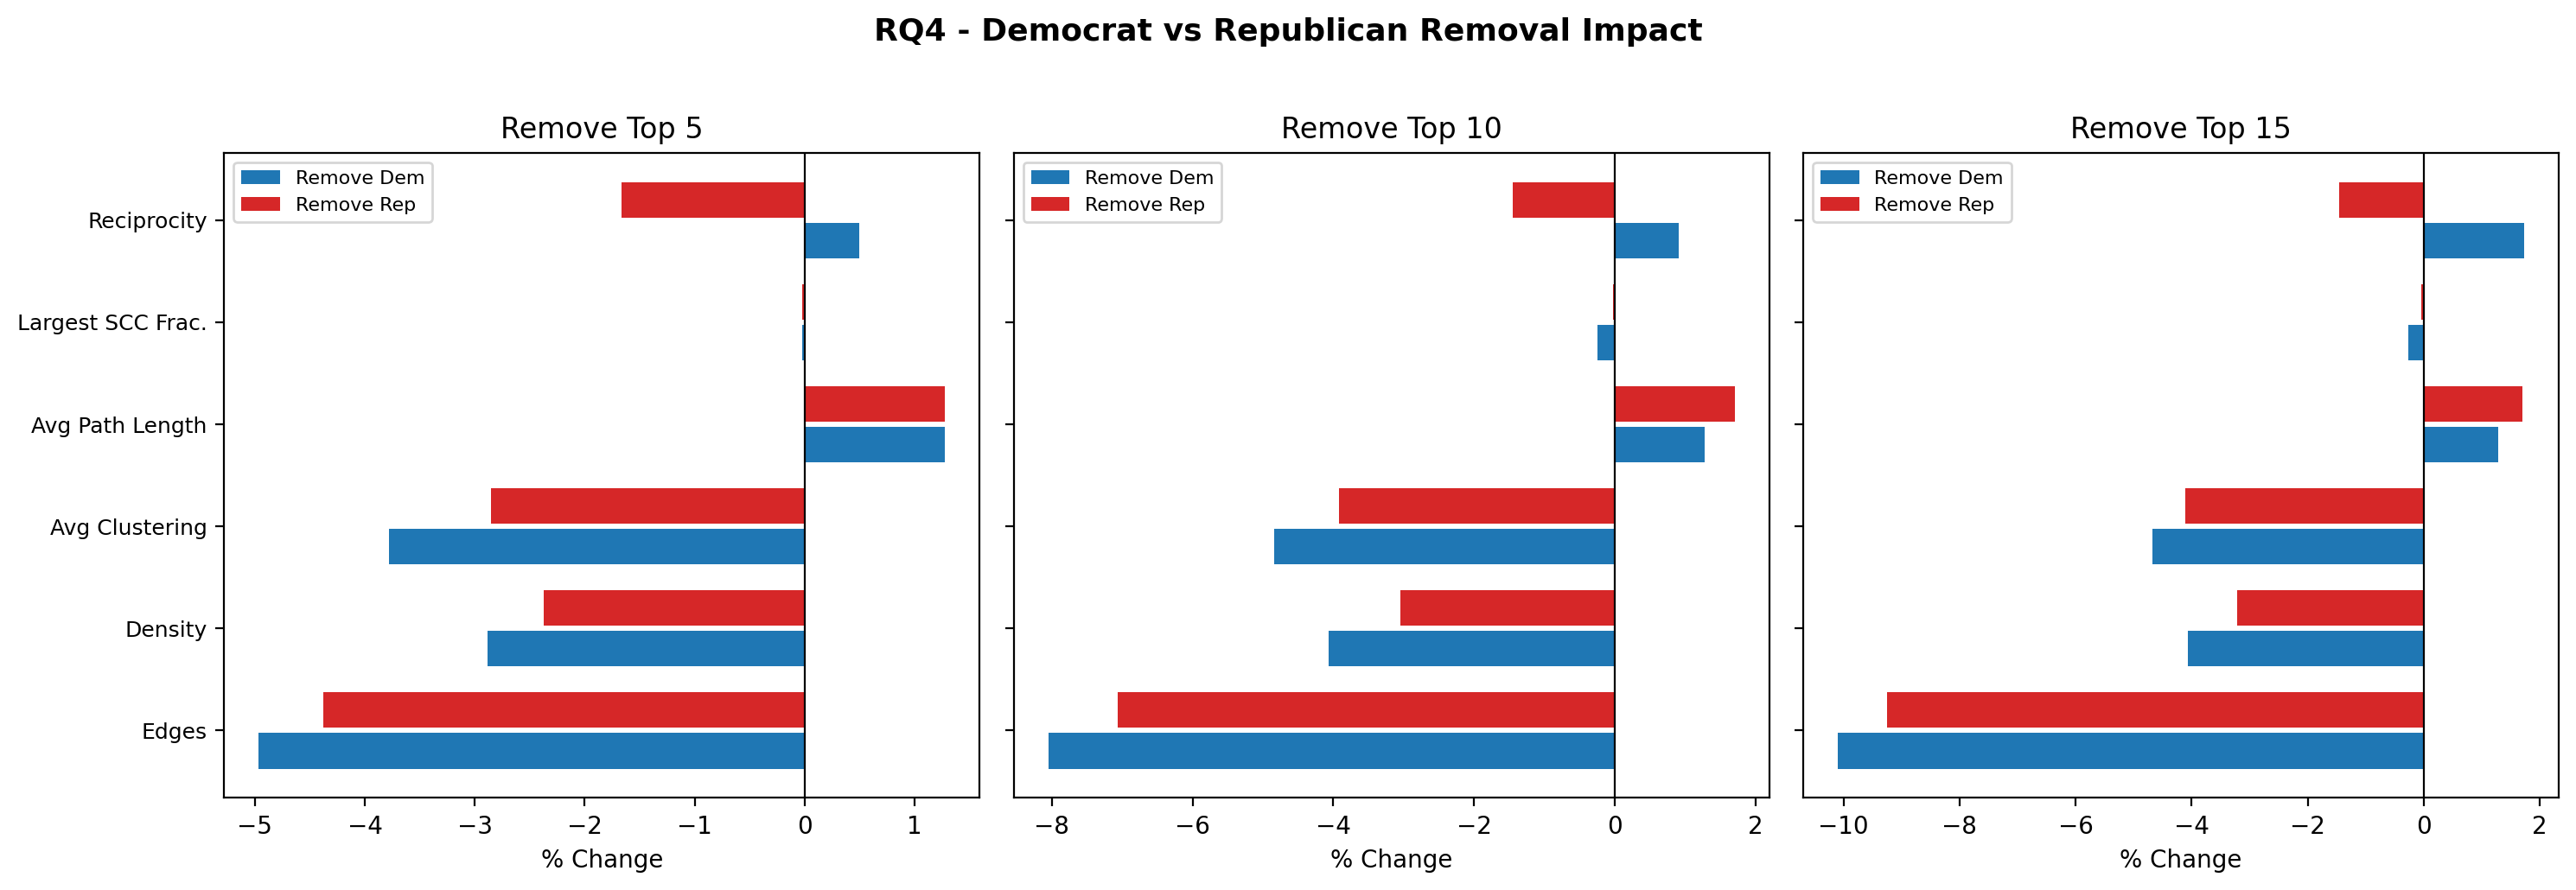 RQ4 - Democrat vs Republican Removal Impact
Remove Top 5
Remove Dem
Remove Rep
Reciprocity
Largest SCC Frac.
Avg Path Length
Avg Clustering
Density
Edges
−5 −4 −3 −2 −1 0 1
% Change
Remove Top 10
Remove Dem
Remove Rep
−8 −6 −4 −2 0 2
% Change
Remove Top 15
Remove Dem
Remove Rep
−10 −8 −6 −4 −2 0 2
% Change